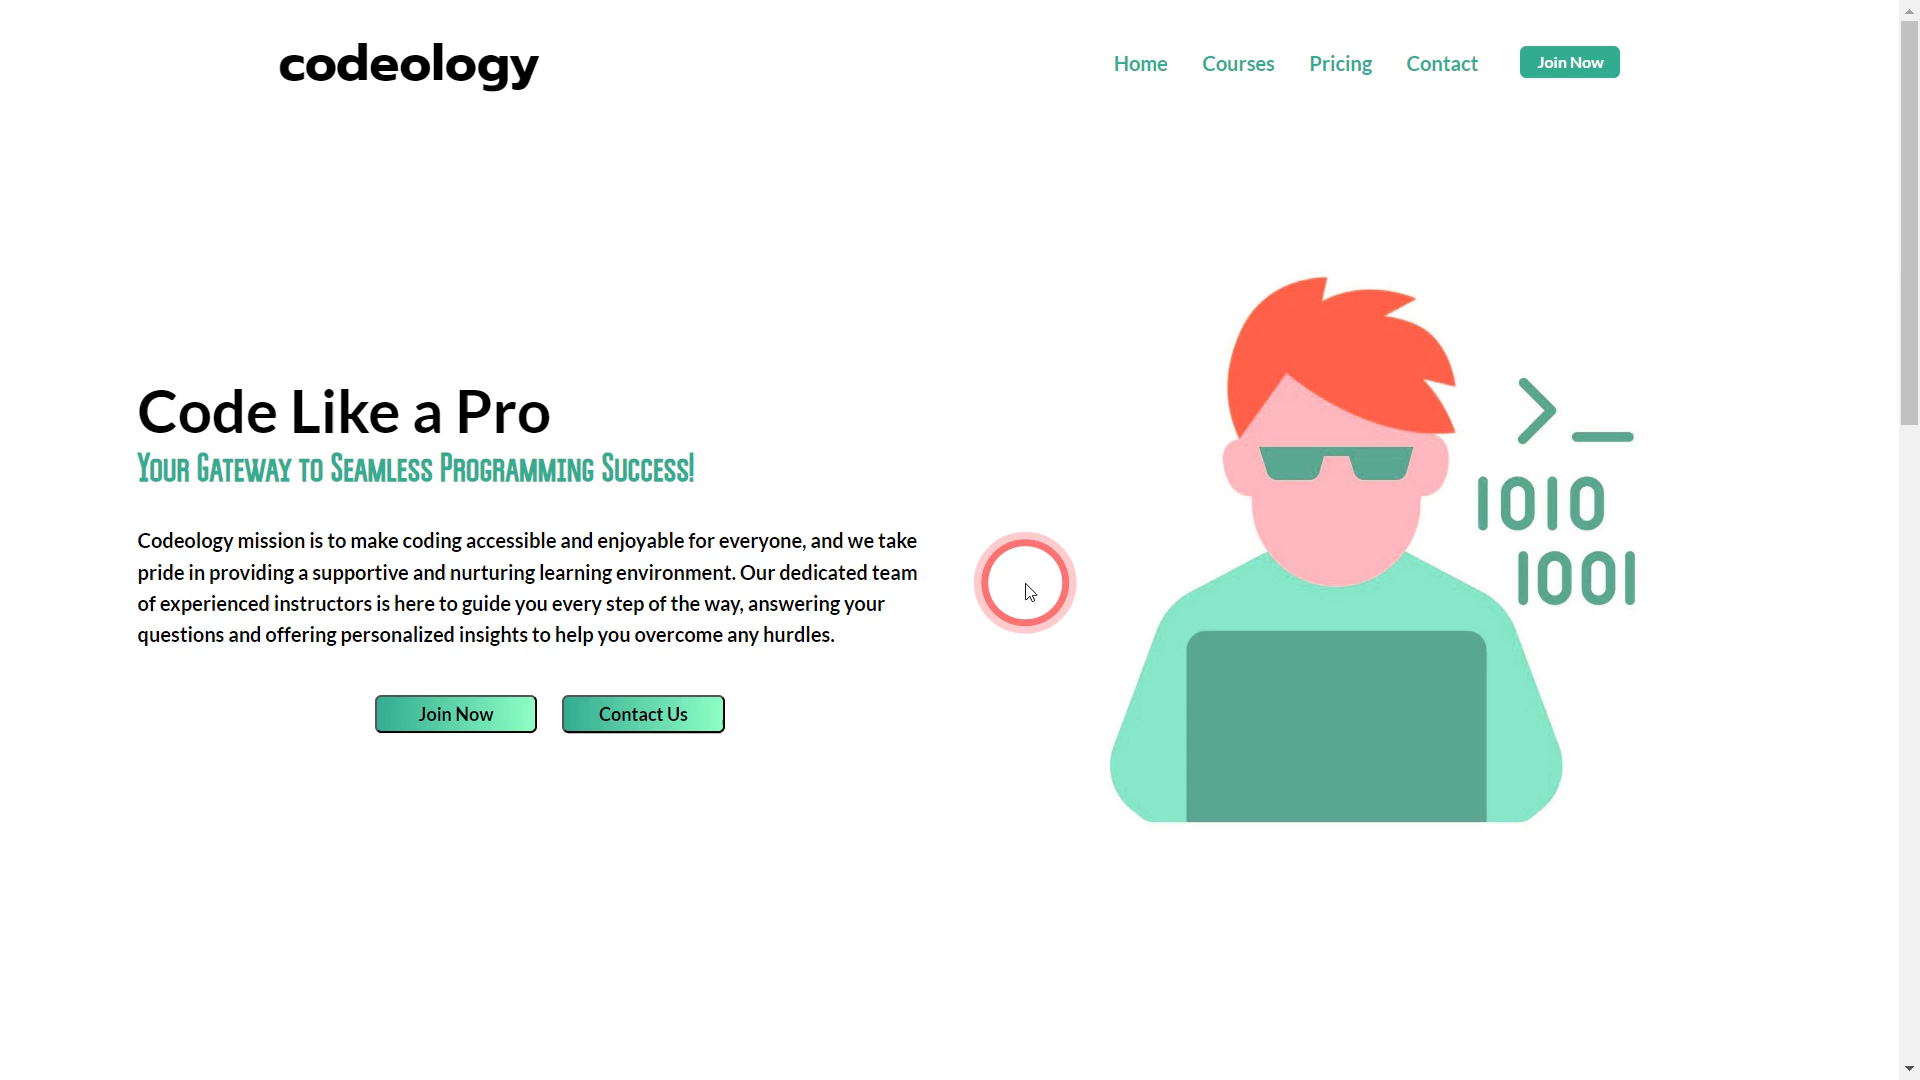 codeology
Home
Courses
Pricing
Contact
Join Now
Code Like a Pro
Your Gateway to Seamless Programming Success!
Codeology mission is to make coding accessible and enjoyable for everyone, and we take
pride in providing a supportive and nurturing learning environment. Our dedicated team
of experienced instructors is here to guide you every step of the way, answering your
questions and offering personalized insights to help you overcome any hurdles.
Join Now
Contact Us
>_
1010
1001